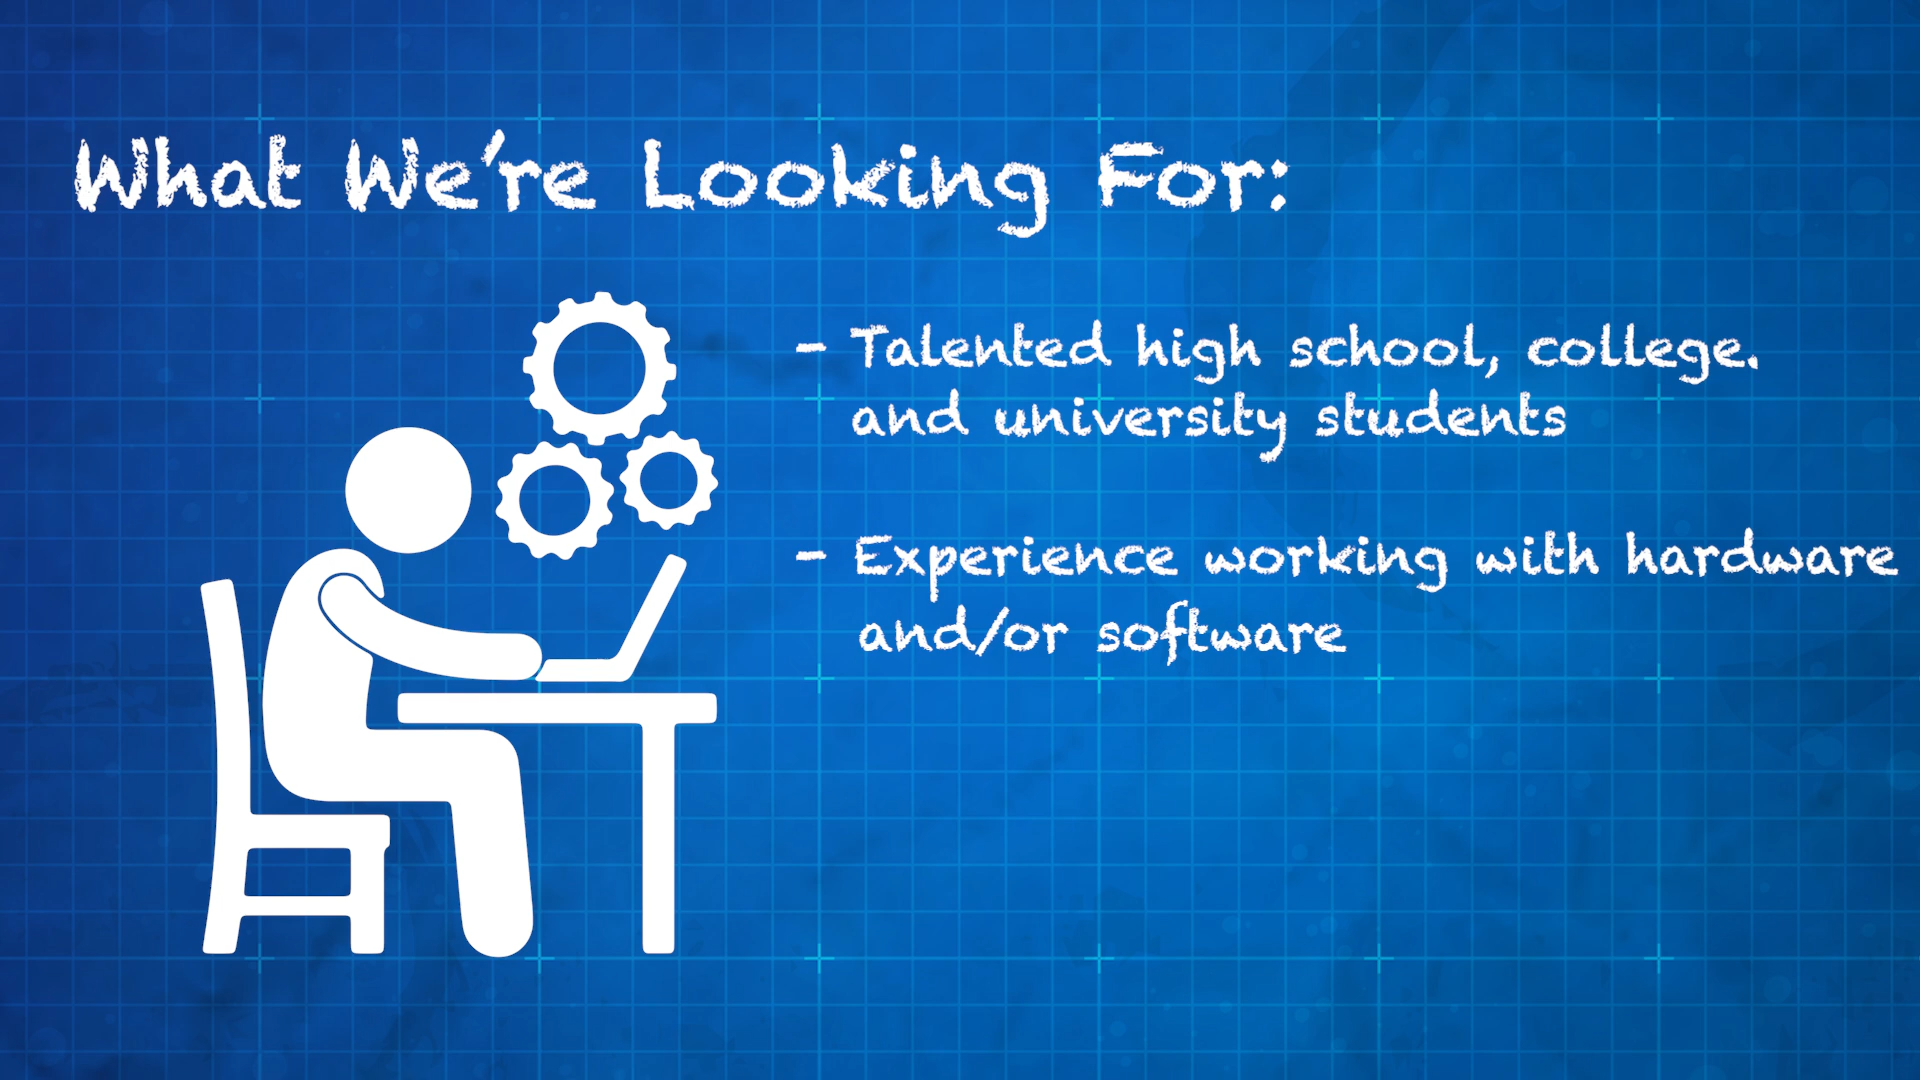 What We're Looking For:
- Talented high school, college.
and university students
- Experience working with hardware
and/or software